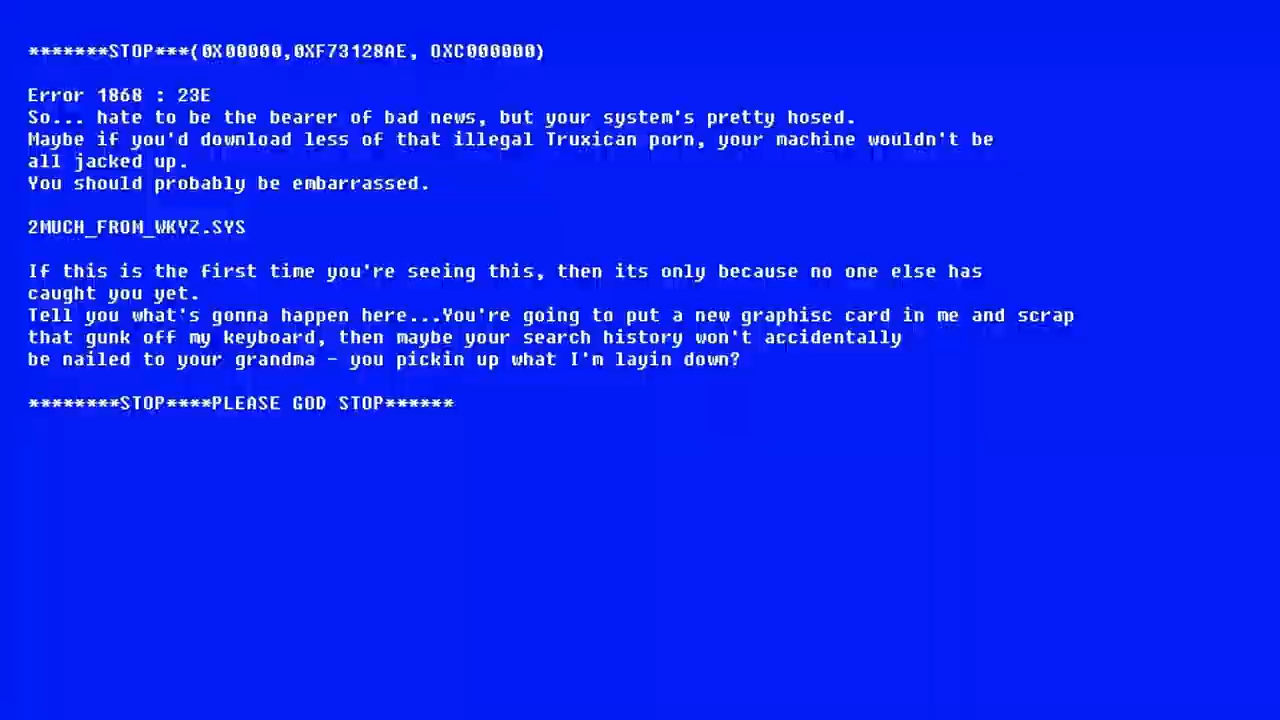 *******STOP***(0X00000,0XF73128AE, 0XC000000)
Error 1868 : 23E
So... hate to be the bearer of bad news, but your system's pretty hosed.
Maybe if you'd download less of that illegal Truxican porn, your machine wouldn't be
all jacked up.
You should probably be embarrassed.
2MUCH_FROM_WKYZ.SYS
If this is the first time you're seeing this, then its only because no one else has
caught you yet.
Tell you what's gonna happen here...You're going to put a new graphisc card in me and scrap
that gunk off my keyboard, then maybe your search history won't accidentally
be nailed to your grandma - you pickin up what I'm layin down?
********STOP****PLEASE GOD STOP******